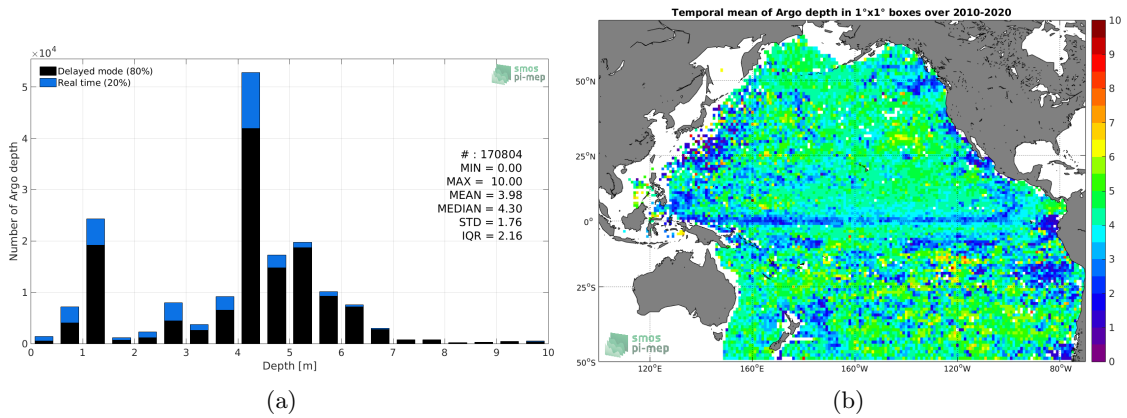 ×10⁴
5
4
3
2
1
0
Number of Argo depth
Delayed mode (80%)
Real time (20%)
smos
pi-mep
# : 170804
MIN = 0.00
MAX = 10.00
MEAN = 3.98
MEDIAN = 4.30
STD = 1.76
IQR = 2.16
0 1 2 3 4 5 6 7 8 9 10
Depth [m]
(a)
Temporal mean of Argo depth in 1°x1° boxes over 2010-2020
50°N
25°N
0°
25°S
50°S
120°E 160°E 160°W 120°W 80°W
smos
pi-mep
10
9
8
7
6
5
4
3
2
1
0
(b)